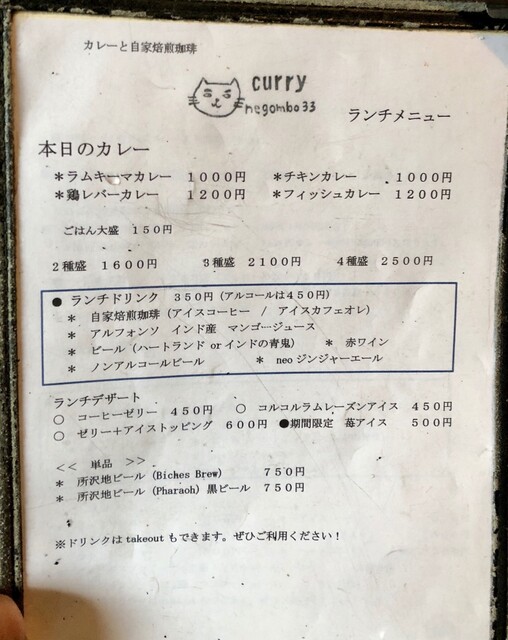 カレーと自家焙煎珈琲
curry
negombo33
ランチメニュー
本日のカレー
＊ラムキーマカレー　１０００円　＊チキンカレー　１０００円
＊鶏レバーカレー　１２００円　＊フィッシュカレー　１２００円
ごはん大盛　１５０円
２種盛　１６００円　３種盛　２１００円　４種盛　２５００円
● ランチドリンク　３５０円（アルコールは４５０円）
＊　自家焙煎珈琲（アイスコーヒー　/　アイスカフェオレ）
＊　アルフォンソ　インド産　マンゴージュース
＊　ビール（ハートランド or インドの青鬼）　＊　赤ワイン
＊　ノンアルコールビール　＊　neo ジンジャーエール
ランチデザート
○　コーヒーゼリー　４５０円　○　コルコルラムレーズンアイス　４５０円
○　ゼリー＋アイストッピング　６００円　●期間限定　苺アイス　５００円
<<　単品　>>
＊　所沢地ビール (Biches Brew)　７５０円
＊　所沢地ビール (Pharaoh) 黒ビール　７５０円
※ドリンクは takeout もできます。ぜひご利用ください！